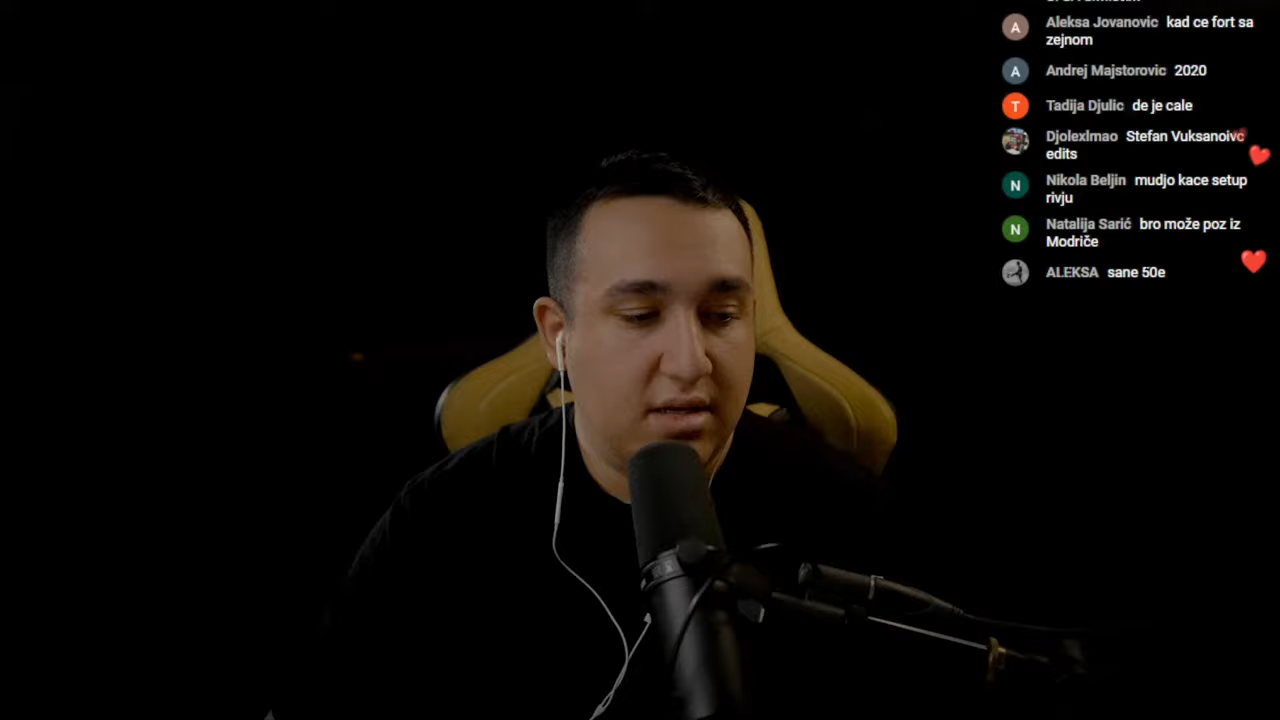 Aleksa Jovanovic kad ce fort sa
zejnom
A
Andrej Majstorovic 2020
A
Tadija Djulic de je cale
T
Djolexlmao Stefan Vuksanoivc
edits
Nikola Beljin mudjo kace setup
rivju
N
Natalija Sarić bro može poz iz
Modriče
N
ALEKSA sane 50e